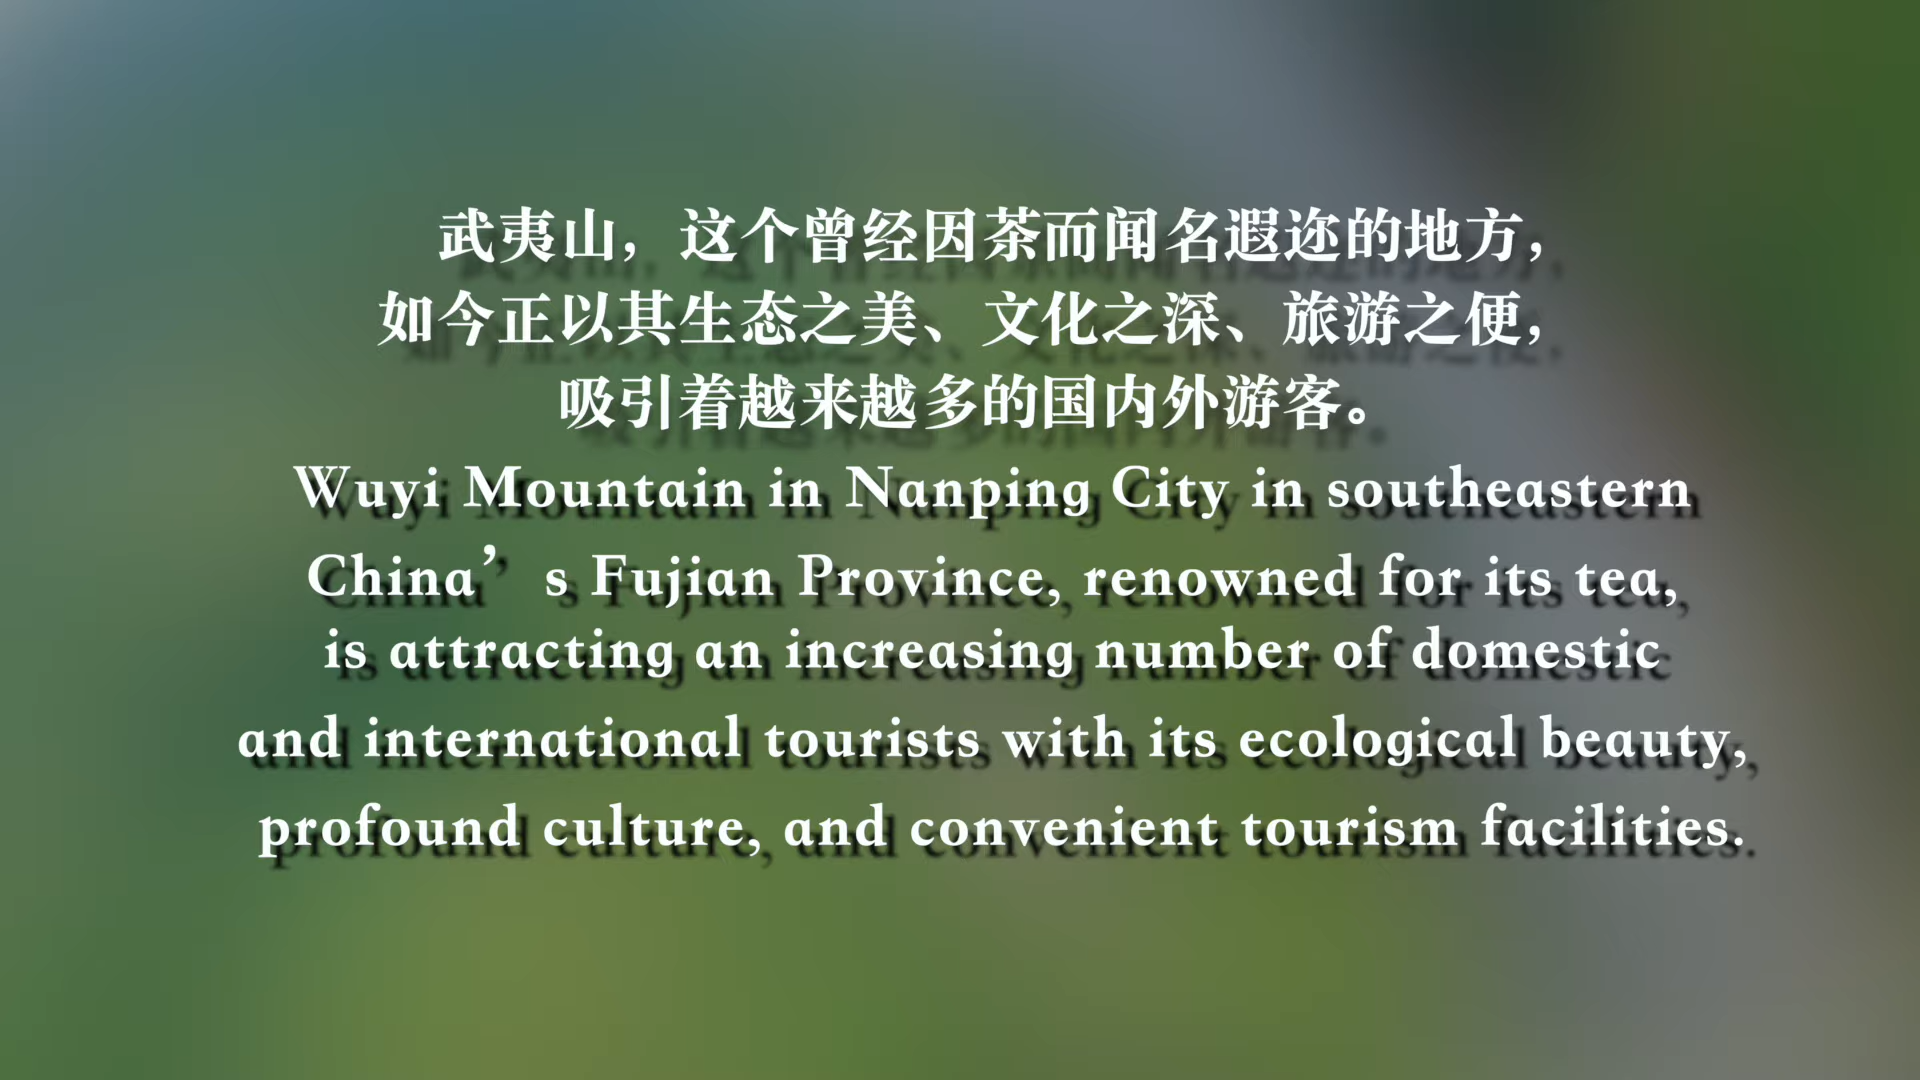 武夷山，这个曾经因茶而闻名遐迩的地方，
如今正以其生态之美、文化之深、旅游之便，
吸引着越来越多的国内外游客。
Wuyi Mountain in Nanping City in southeastern
China’s Fujian Province, renowned for its tea,
is attracting an increasing number of domestic
and international tourists with its ecological beauty,
profound culture, and convenient tourism facilities.